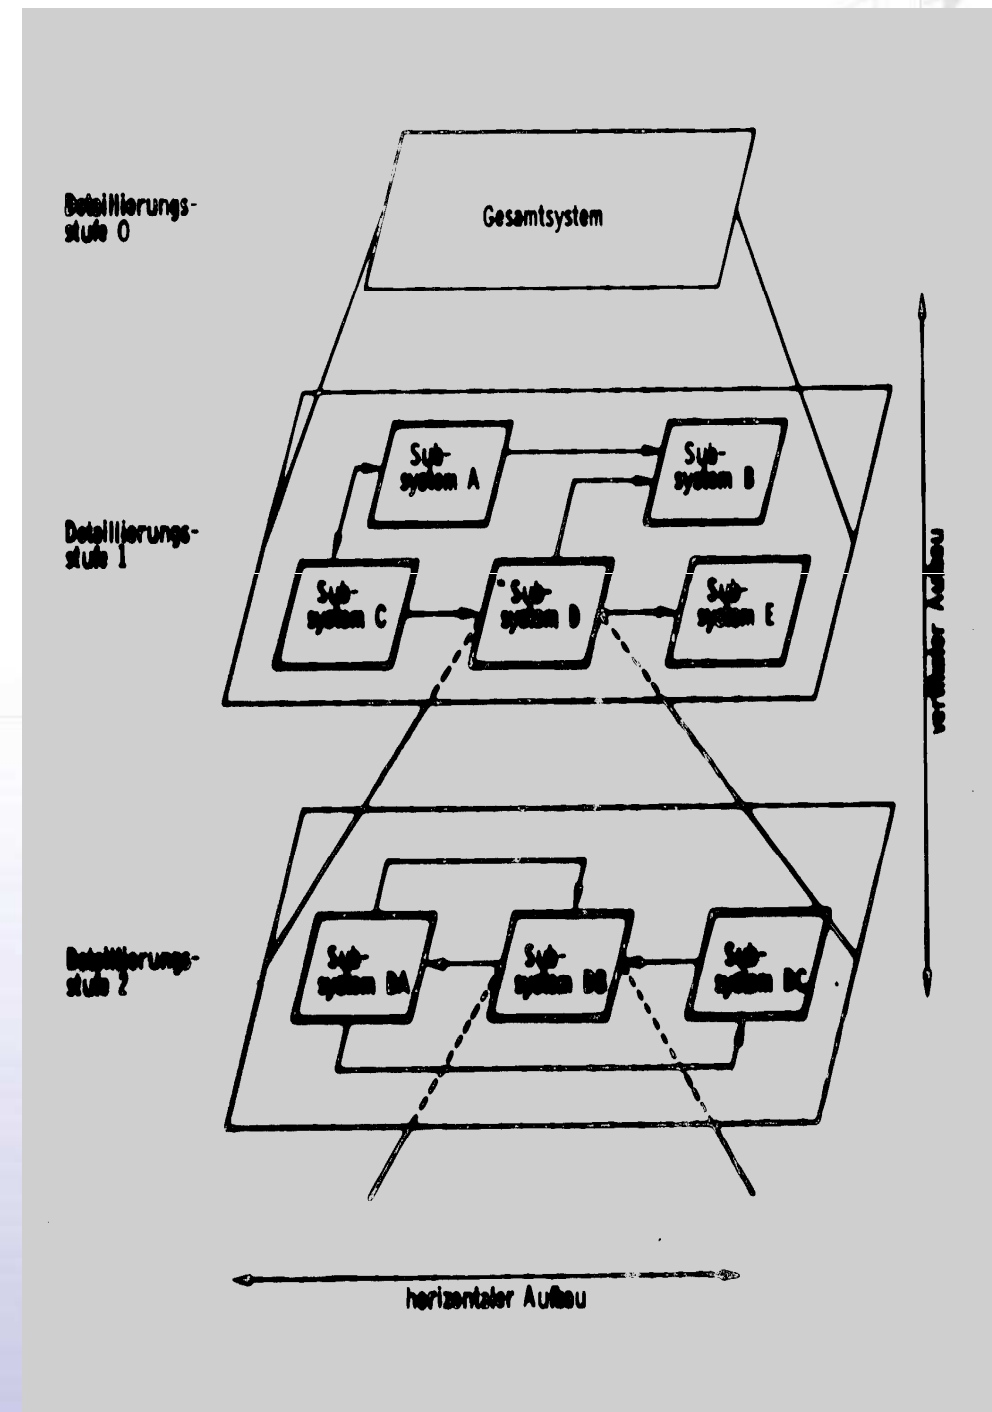 Detaillierungs-
stufe 0
Gesamtsystem
Detaillierungs-
stufe 1
Sub-
system A
Sub-
system B
Sub-
system C
Sub-
system D
Sub-
system E
vertikaler Aufbau
Detaillierungs-
stufe 2
Sub-
system DA
Sub-
system DB
Sub-
system DC
horizontaler Aufbau